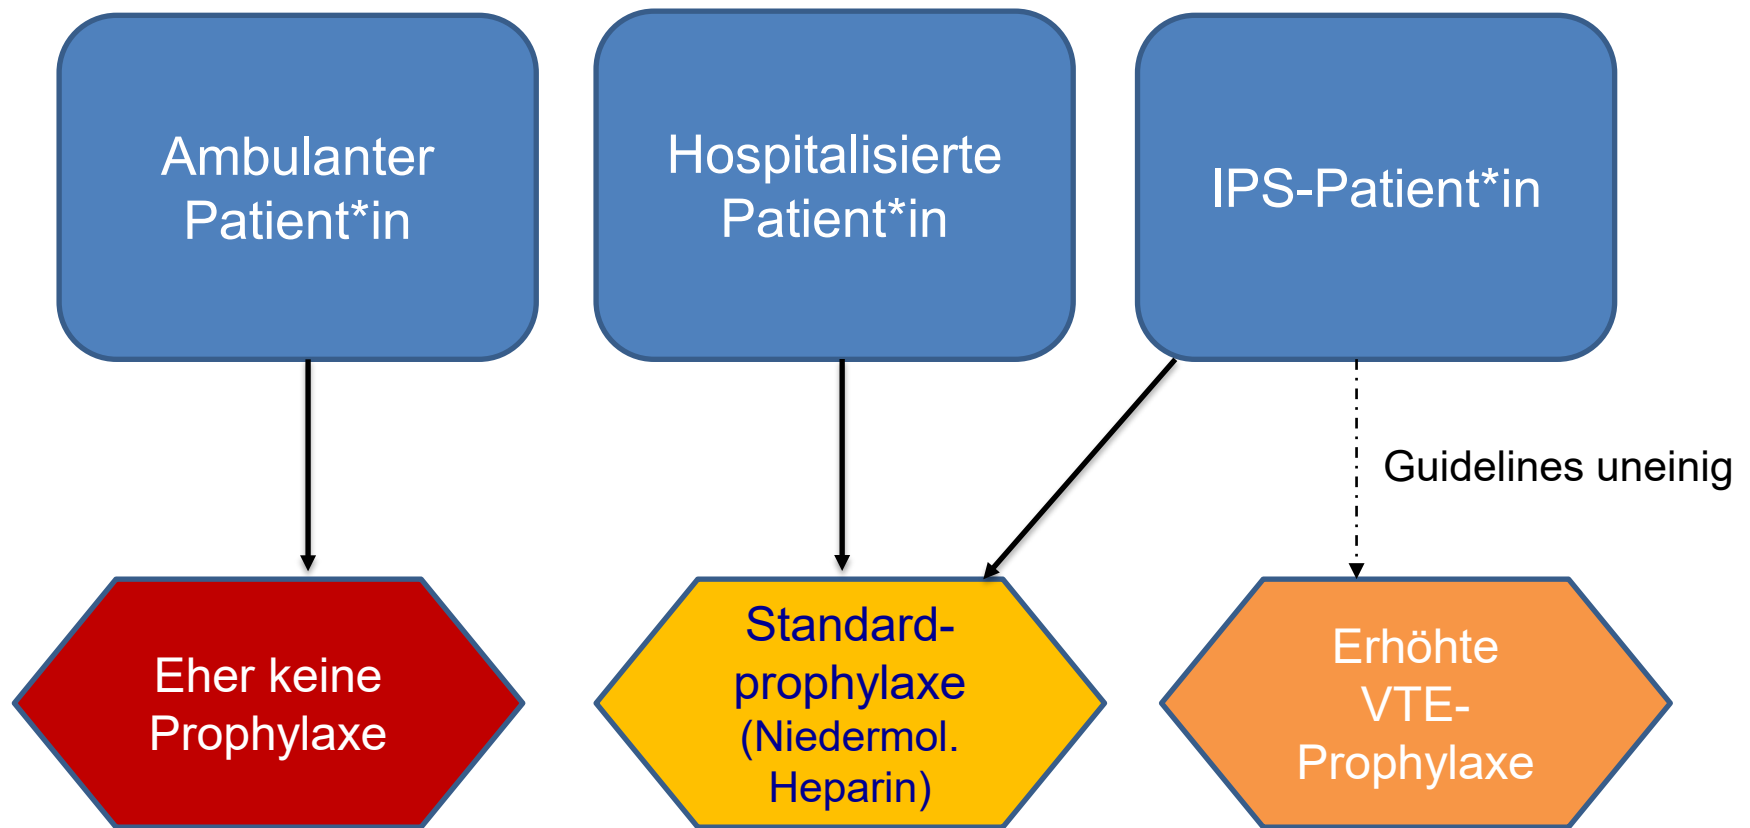 Ambulanter
Patient*in
Hospitalisierte
Patient*in
IPS-Patient*in
Guidelines uneinig
Eher keine
Prophylaxe
Standard-
prophylaxe
(Niedermol.
Heparin)
Erhöhte
VTE-
Prophylaxe